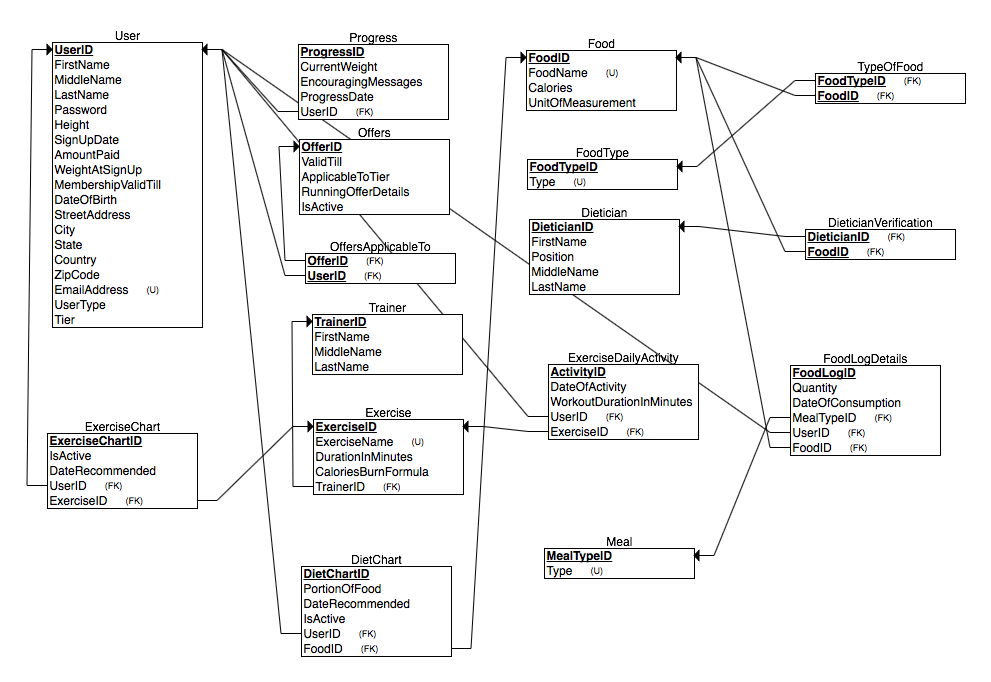 User
UserID
FirstName
MiddleName
LastName
Password
Height
SignUpDate
AmountPaid
WeightAtSignUp
MembershipValidTill
DateOfBirth
StreetAddress
City
State
Country
ZipCode
EmailAddress (U)
UserType
Tier
Progress
ProgressID
CurrentWeight
EncouragingMessages
ProgressDate
UserID (FK)
Offers
OfferID
ValidTill
ApplicableToTier
RunningOfferDetails
IsActive
OffersApplicableTo
OfferID (FK)
UserID (FK)
Trainer
TrainerID
FirstName
MiddleName
LastName
Exercise
ExerciseID
ExerciseName (U)
DurationInMinutes
CaloriesBurnFormula
TrainerID (FK)
ExerciseChart
ExerciseChartID
IsActive
DateRecommended
UserID (FK)
ExerciseID (FK)
DietChart
DietChartID
PortionOfFood
DateRecommended
IsActive
UserID (FK)
FoodID (FK)
Food
FoodID
FoodName (U)
Calories
UnitOfMeasurement
TypeOfFood
FoodTypeID (FK)
FoodID (FK)
FoodType
FoodTypeID
Type (U)
Dietician
DieticianID
FirstName
Position
MiddleName
LastName
DieticianVerification
DieticianID (FK)
FoodID (FK)
ExerciseDailyActivity
ActivityID
DateOfActivity
WorkoutDurationInMinutes
UserID (FK)
ExerciseID (FK)
FoodLogDetails
FoodLogID
Quantity
DateOfConsumption
MealTypeID (FK)
UserID (FK)
FoodID (FK)
Meal
MealTypeID
Type (U)